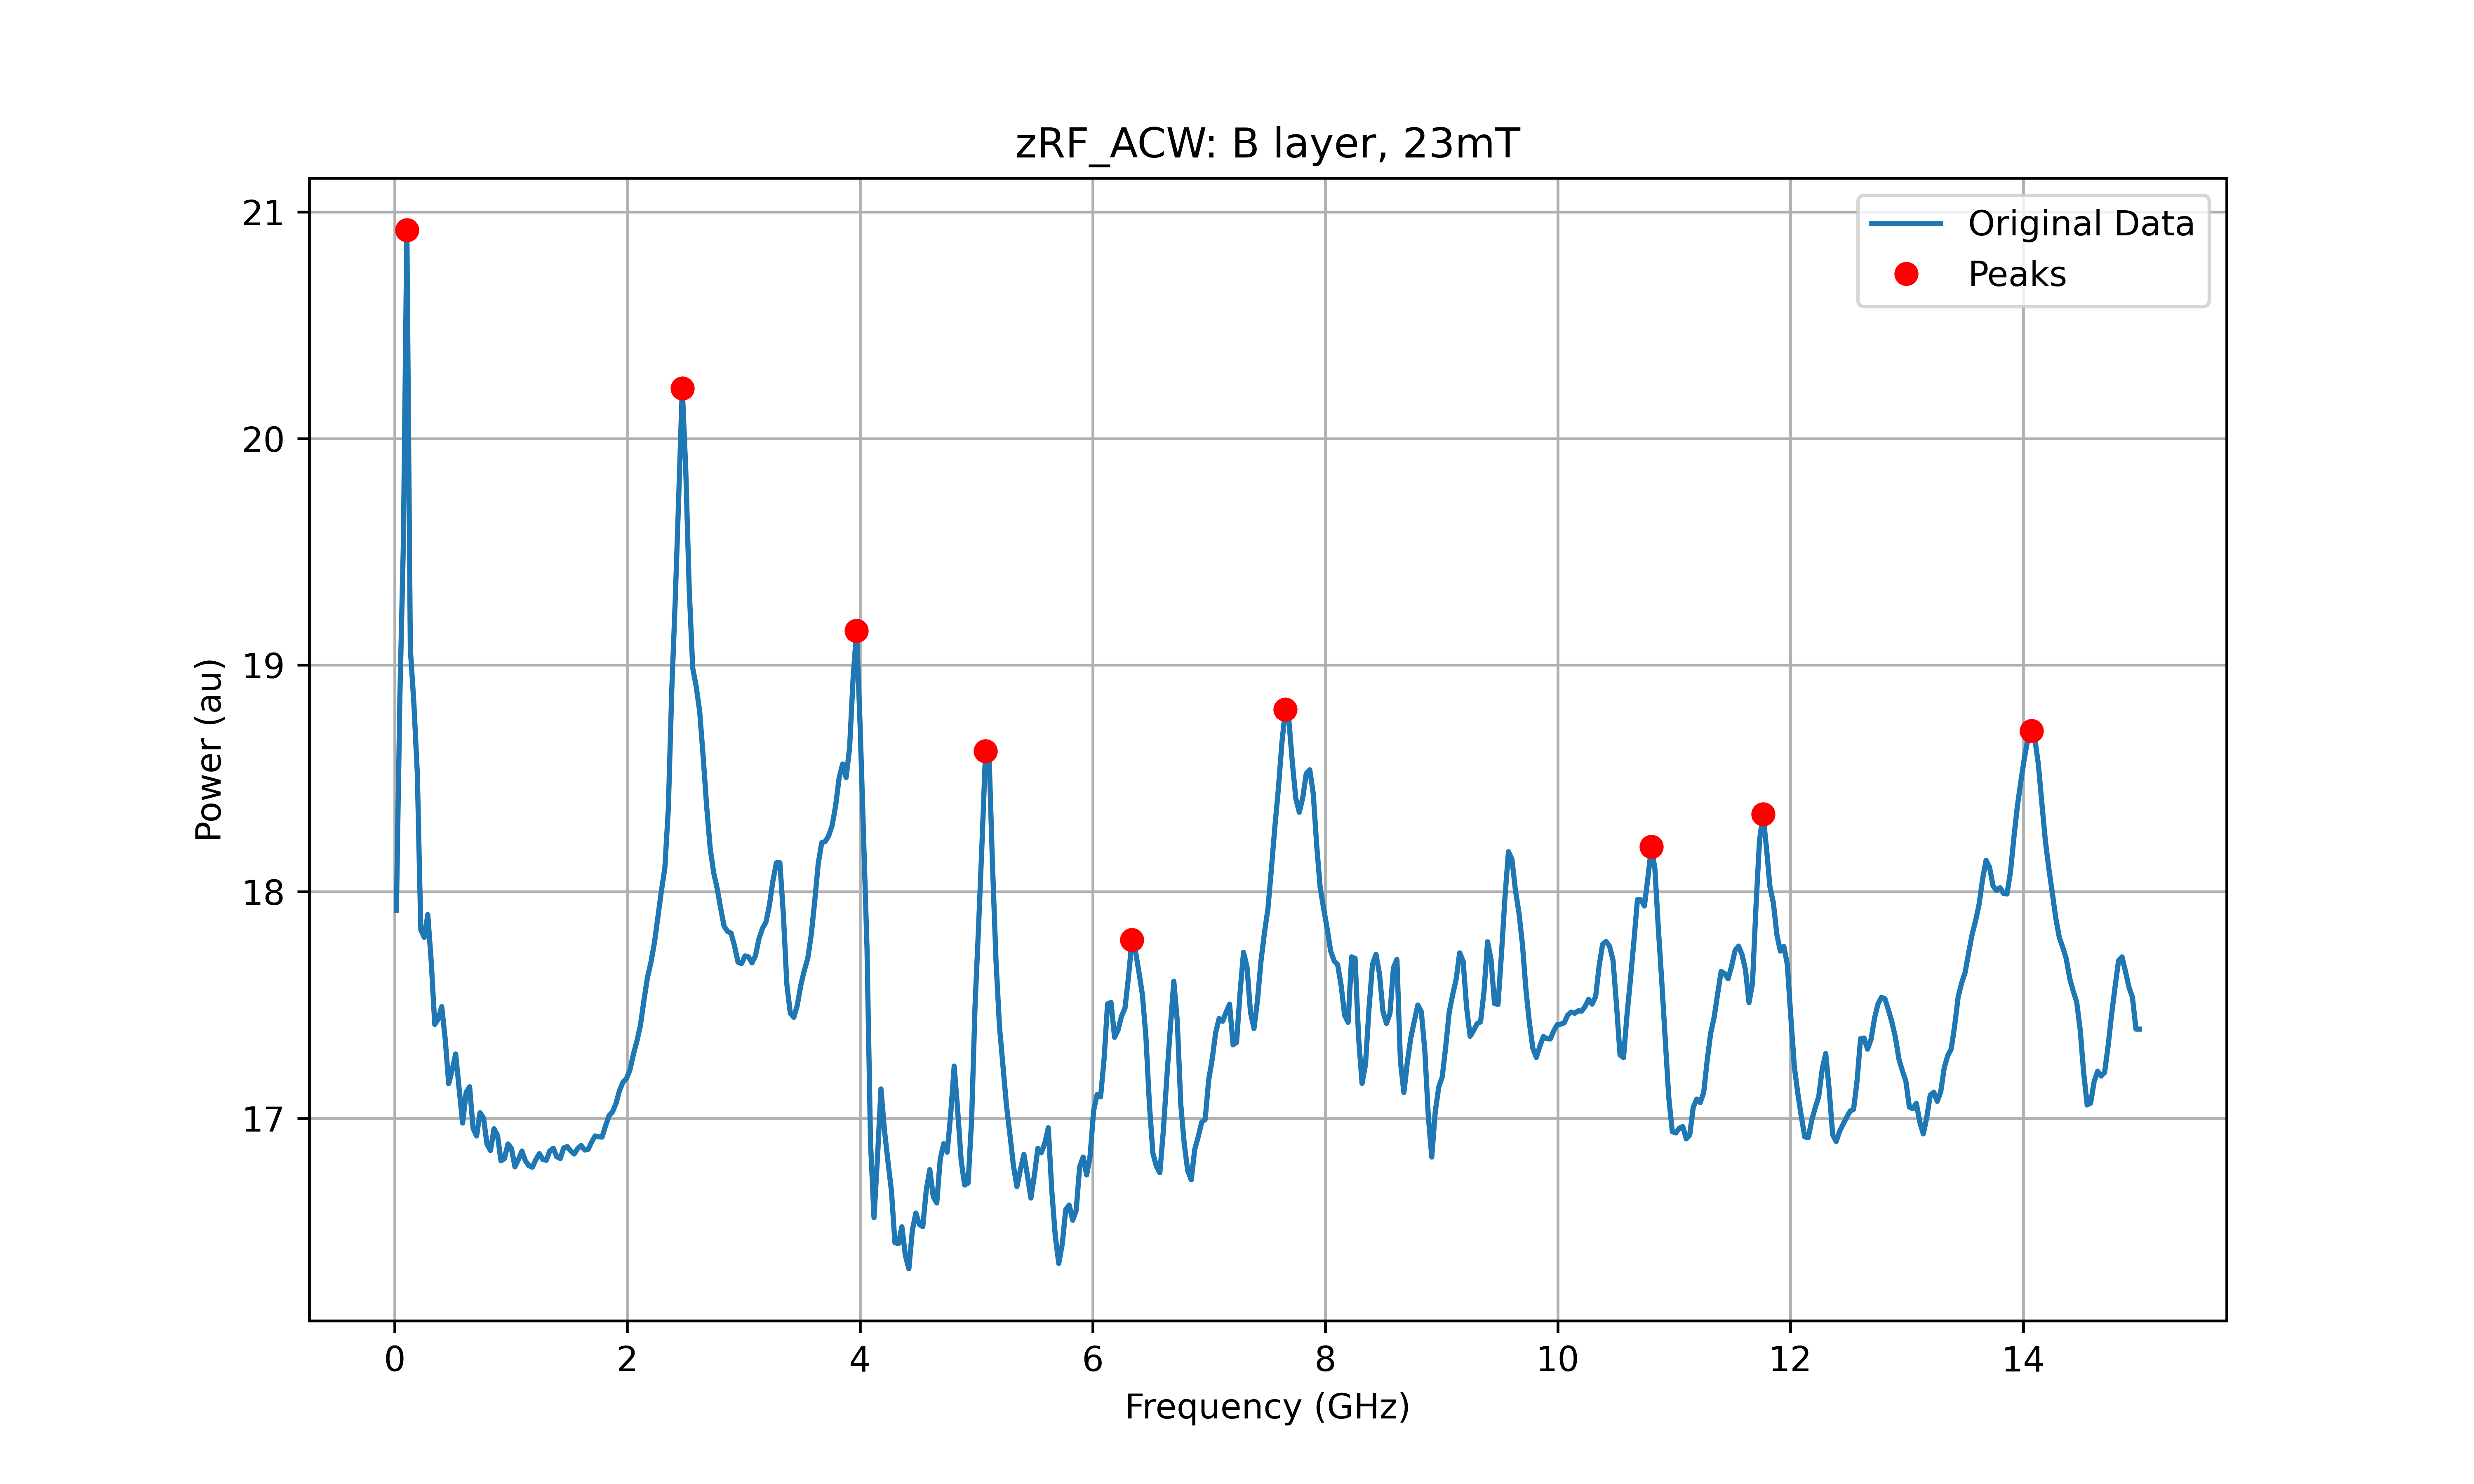 zRF_ACW: B layer, 23mT
Original Data
Peaks
Power (au)
21
20
19
18
17
0 2 4 6 8 10 12 14
Frequency (GHz)